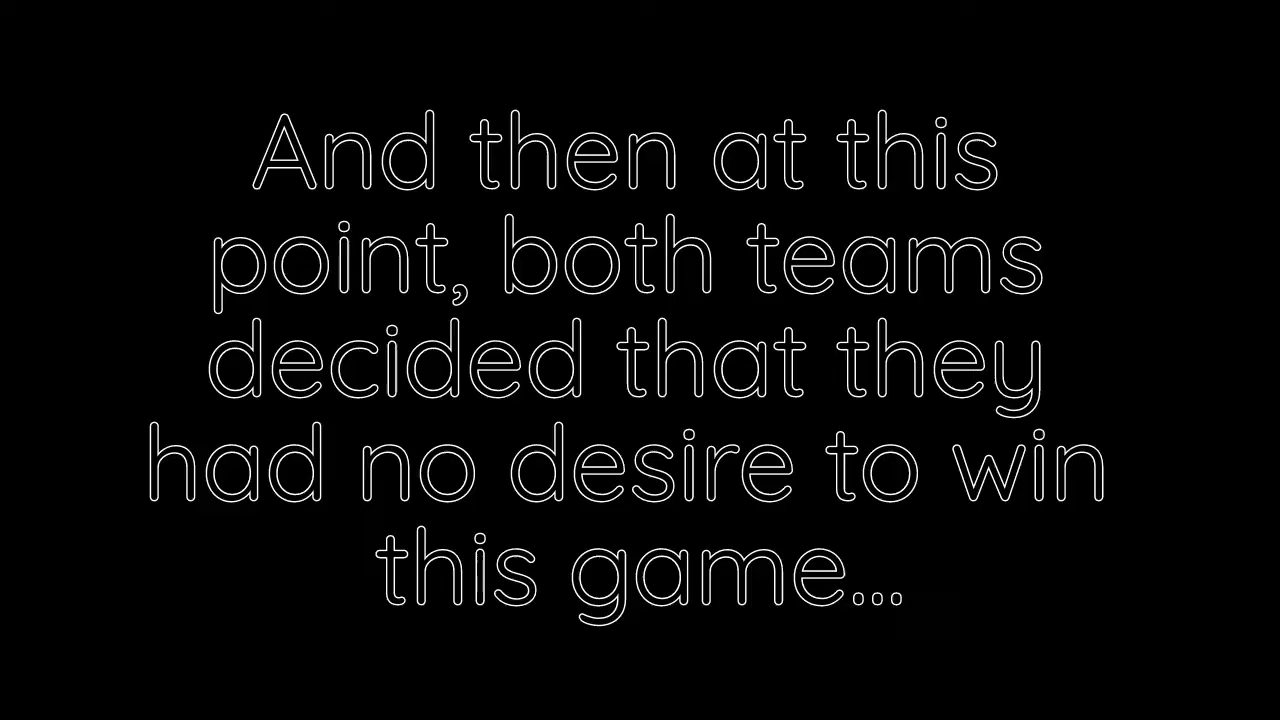 And then at this
point, both teams
decided that they
had no desire to win
this game...